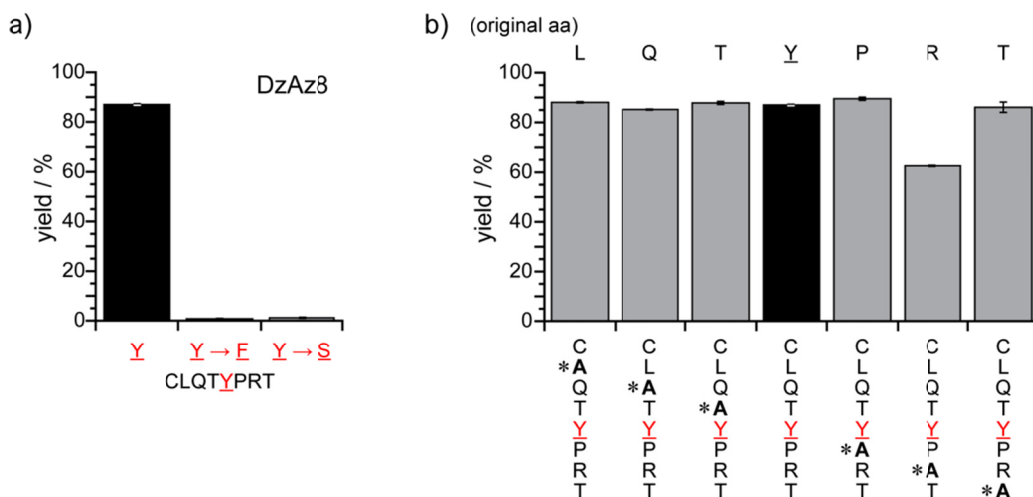 a)
DzAz8
yield / %
100
80
60
40
20
0
Y Y → F Y → S
CLQTYPRT
b) (original aa)
L Q T Y P R T
yield / %
100
80
60
40
20
0
C C C C C C C
*A L L L L L L
Q *A Q Q Q Q Q
T T *A T T T T
Y Y Y Y Y Y Y
P P P P *A P P
R R R R R *A R
T T T T T T *A